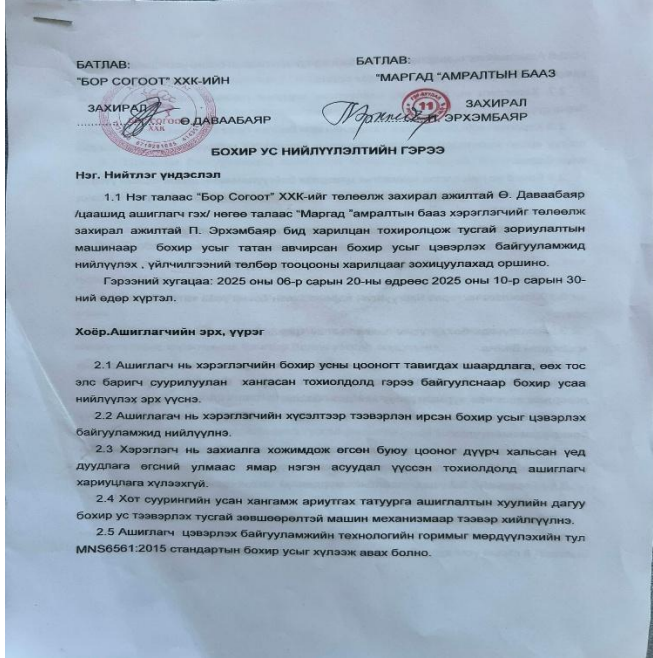 БАТЛАВ:
БАТЛАВ:
"БОР СОГООТ" ХХК-ИЙН
"МАРГАД "АМРАЛТЫН БААЗ
ЗАХИРАЛ
ЗАХИРАЛ
Ө.ДАВААБАЯР
П. ЭРХЭМБАЯР
11
БОХИР УС НИЙЛҮҮЛЭЛТИЙН ГЭРЭЭ
Нэг. Нийтлэг үндэслэл
1.1 Нэг талаас "Бор Согоот" ХХК-ийг төлөөлж захирал ажилтай Ө. Даваабаяр
/цаашид ашиглагч гэх/ нөгөө талаас "Маргад "амралтын бааз хэрэглэгчийг төлөөлж
захирал ажилтай П. Эрхэмбаяр бид харилцан тохиролцож тусгай зориулалтын
машинаар бохир усыг татан авчирсан бохир усыг цэвэрлэх байгууламжид
нийлүүлэх , үйлчилгээний төлбөр тооцооны харилцааг зохицуулахад оршино.
Гэрээний хугацаа: 2025 оны 06-р сарын 20-ны өдрөөс 2025 оны 10-р сарын 30-
ний өдөр хүртэл.
Хоёр.Ашиглагчийн эрх, үүрэг
2.1 Ашиглагч нь хэрэглэгчийн бохир усны цооногт тавигдах шаардлага, өөх тос
элс баригч суурилуулан хангасан тохиолдолд гэрээ байгуулснаар бохир усаа
нийлүүлэх эрх үүснэ.
2.2 Ашиглагач нь хэрэглэгчийн хүсэлтээр тээвэрлэн ирсэн бохир усыг цэвэрлэх
байгууламжид нийлүүлнэ.
2.3 Хэрэглэгч нь захиалга хожимдож өгсөн буюу цооног дүүрч хальсан үед
дуудлага өгсний улмаас ямар нэгэн асуудал үүссэн тохиолдолд ашиглагч
хариуцлага хүлээхгүй.
2.4 Хот суурингийн усан хангамж ариутгах татуурга ашиглалтын хуулийн дагуу
бохир ус тээвэрлэх тусгай зөвшөөрөлтэй машин механизмаар тээвэр хийлгүүлнэ.
2.5 Ашиглагч цэвэрлэх байгууламжийн технологийн горимыг мөрдүүлэхийн тул
MNS6561:2015 стандартын бохир усыг хүлээж авах болно.